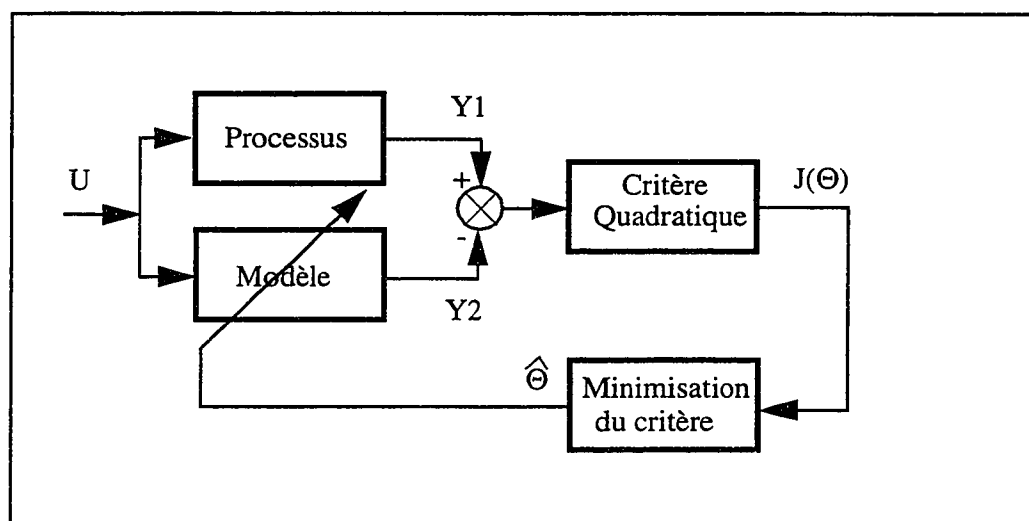 Processus
Y1
U
+
Critère
Quadratique
J(Θ)
-
Modèle
Y2
Θ̂
Minimisation
du critère